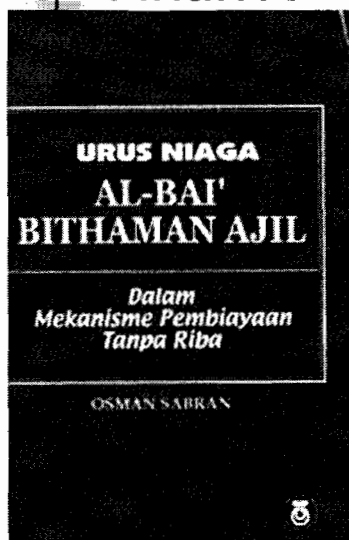 URUS NIAGA
AL-BAI'
BITHAMAN AJIL
Dalam
Mekanisme Pembiayaan
Tanpa Riba
OSMAN SABRAN